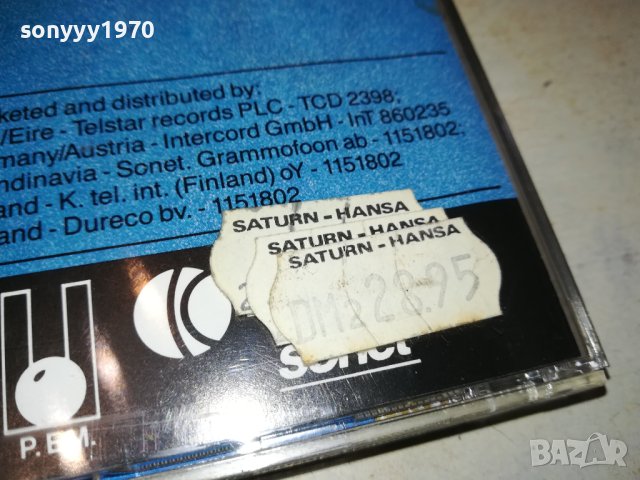 sonyyy1970
keted and distributed by:
/Eire - Telstar records PLC - TCD 2398;
many/Austria - Intercord GmbH - InT 860235
ndinavia - Sonet. Grammofoon ab - 1151802;
and - K. tel. int. (Finland) oY - 1151802
and - Dureco bv. - 1151802
SATURN-HANSA
SATURN-HANSA
SATURN-HANSA
DM 28.95
sonet
P.B.M.
BAZAR
bazar.bg